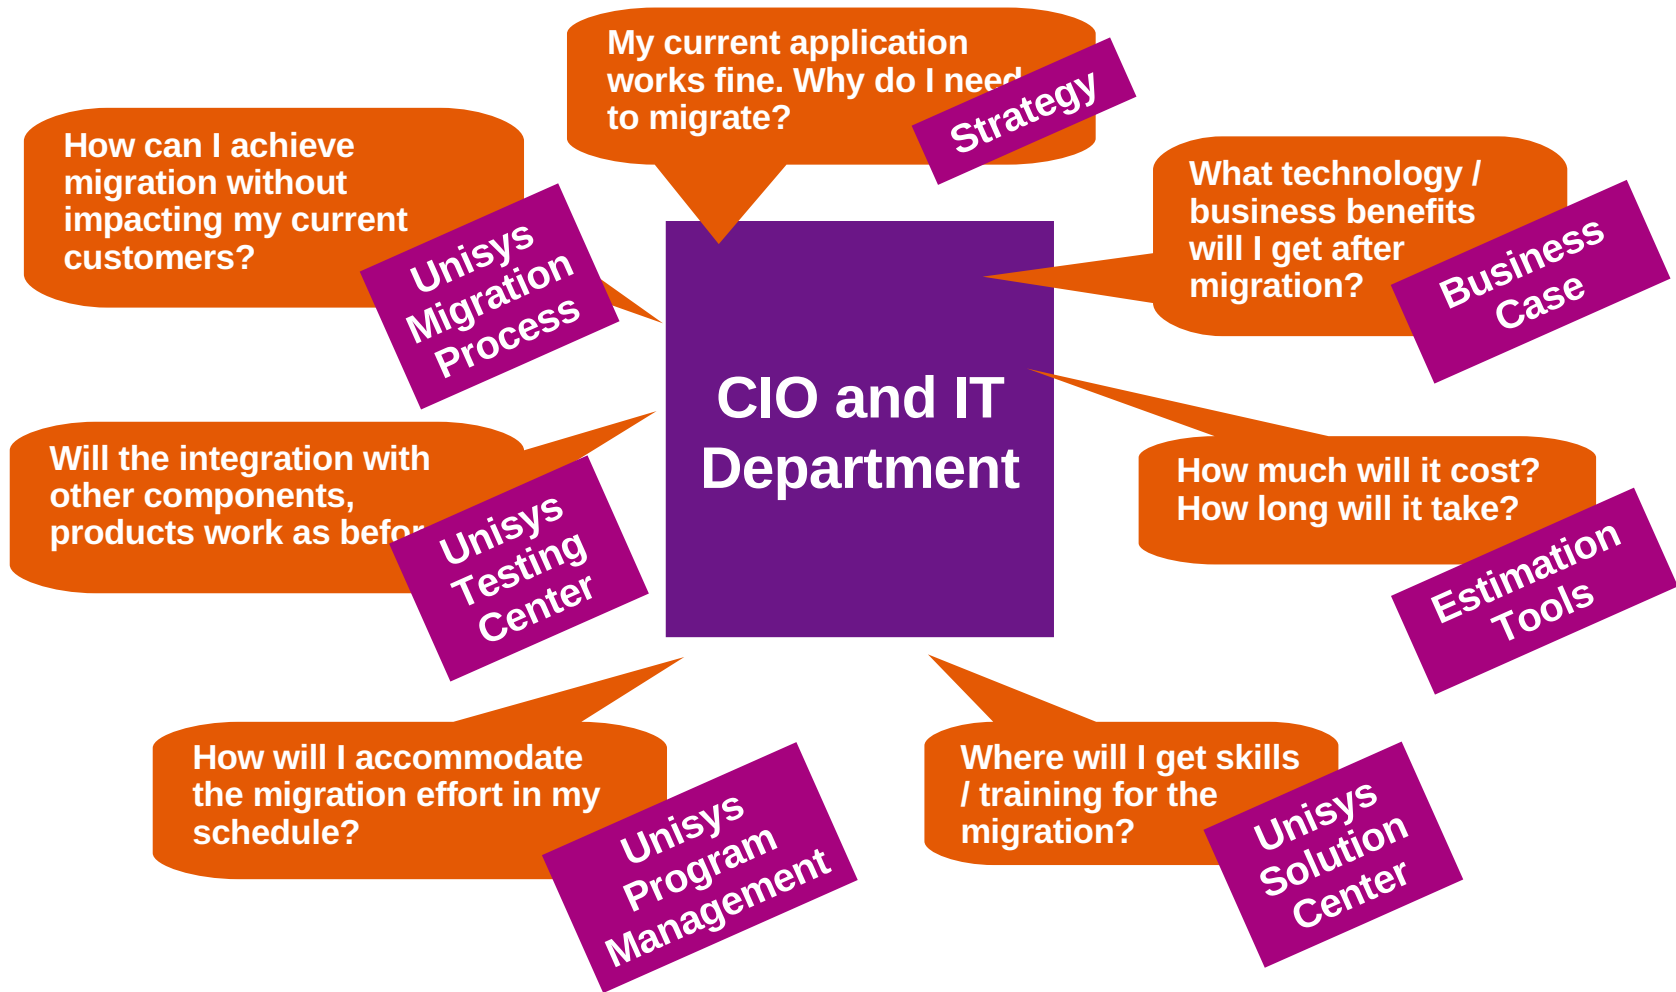 My current application
works fine. Why do I need
to migrate?
Strategy
How can I achieve
migration without
impacting my current
customers?
Unisys
Migration
Process
What technology /
business benefits
will I get after
migration?
Business
Case
CIO and IT
Department
Will the integration with
other components,
products work as befor
Unisys
Testing
Center
How much will it cost?
How long will it take?
Estimation
Tools
How will I accommodate
the migration effort in my
schedule?
Unisys
Program
Management
Where will I get skills
/ training for the
migration?
Unisys
Solution
Center